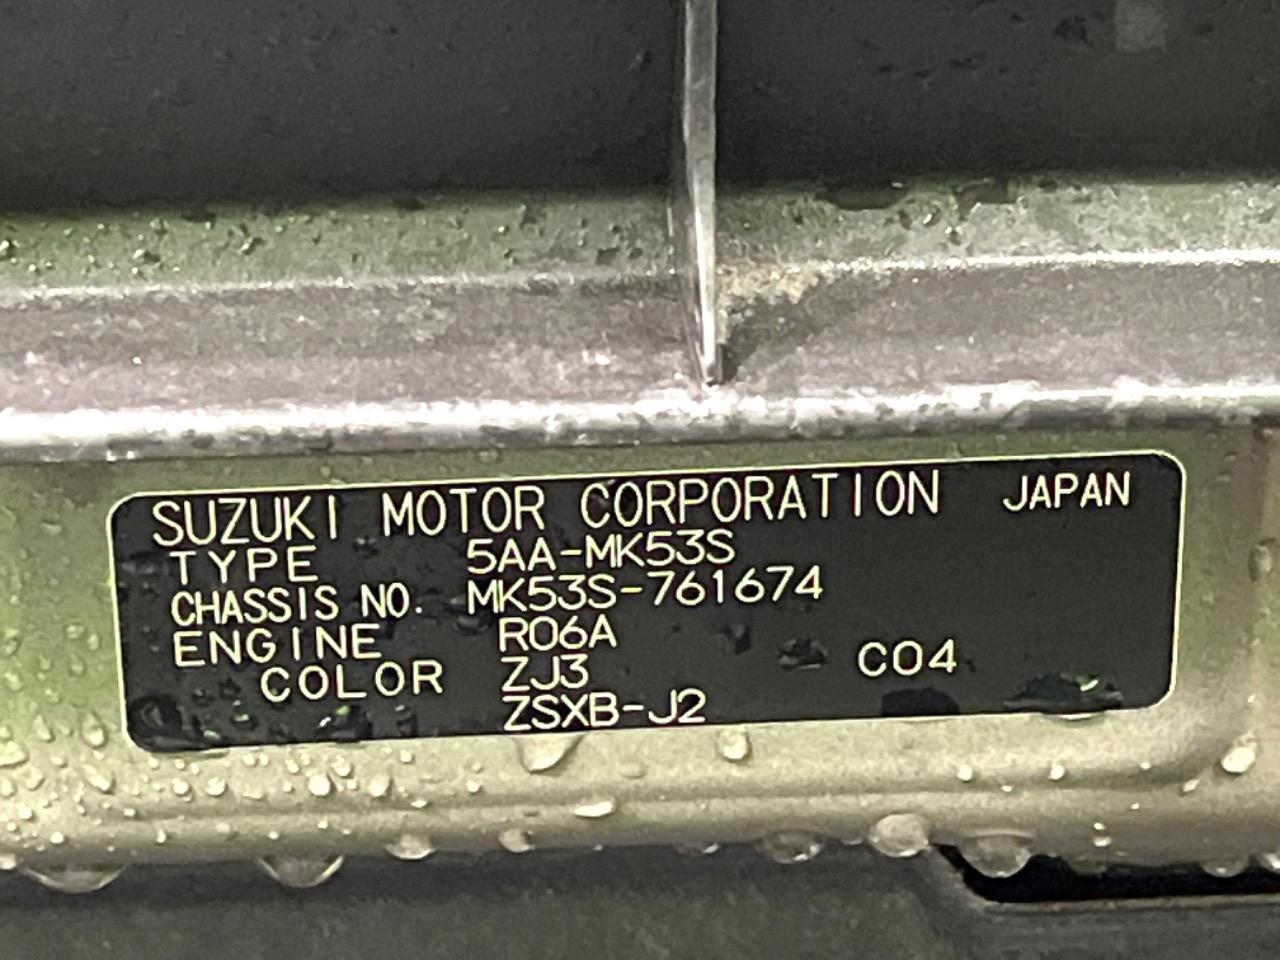 SUZUKI MOTOR CORPORATION JAPAN
TYPE 5AA-MK53S
CHASSIS NO. MK53S-761674
ENGINE R06A
COLOR ZJ3 C04
ZSXB-J2